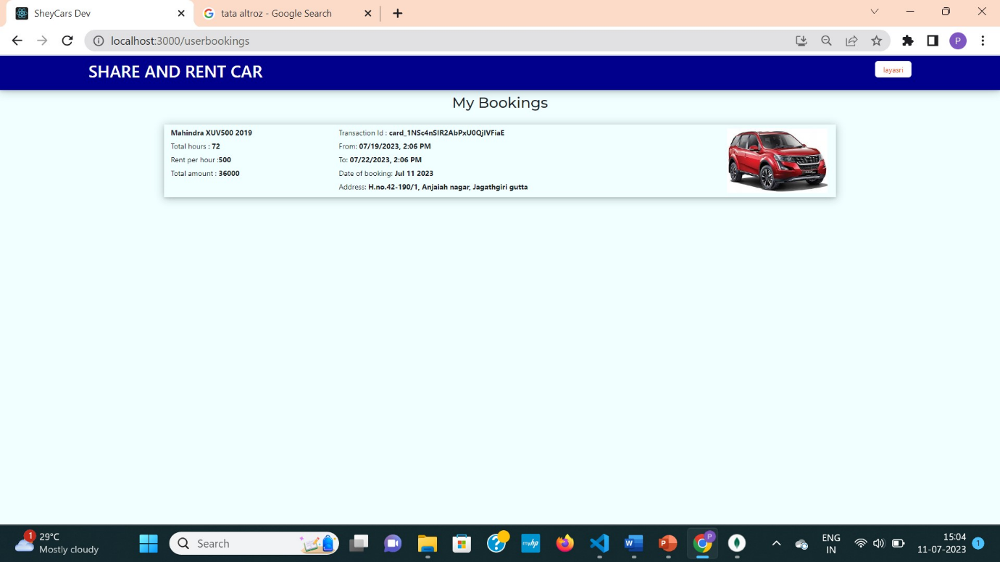 SheyCars Dev
tata altroz - Google Search
localhost:3000/userbookings
P
SHARE AND RENT CAR
layasri
My Bookings
Mahindra XUV500 2019
Total hours : 72
Rent per hour :500
Total amount : 36000
Transaction Id : card_1NSc4nSIR2AbPxU0QjIVFiaE
From: 07/19/2023, 2:06 PM
To: 07/22/2023, 2:06 PM
Date of booking: Jul 11 2023
Address: H.no.42-190/1, Anjaiah nagar, Jagathgiri gutta
1
29°C
Mostly cloudy
Search
myhp
W
P
P
ENG
IN
15:04
11-07-2023
1